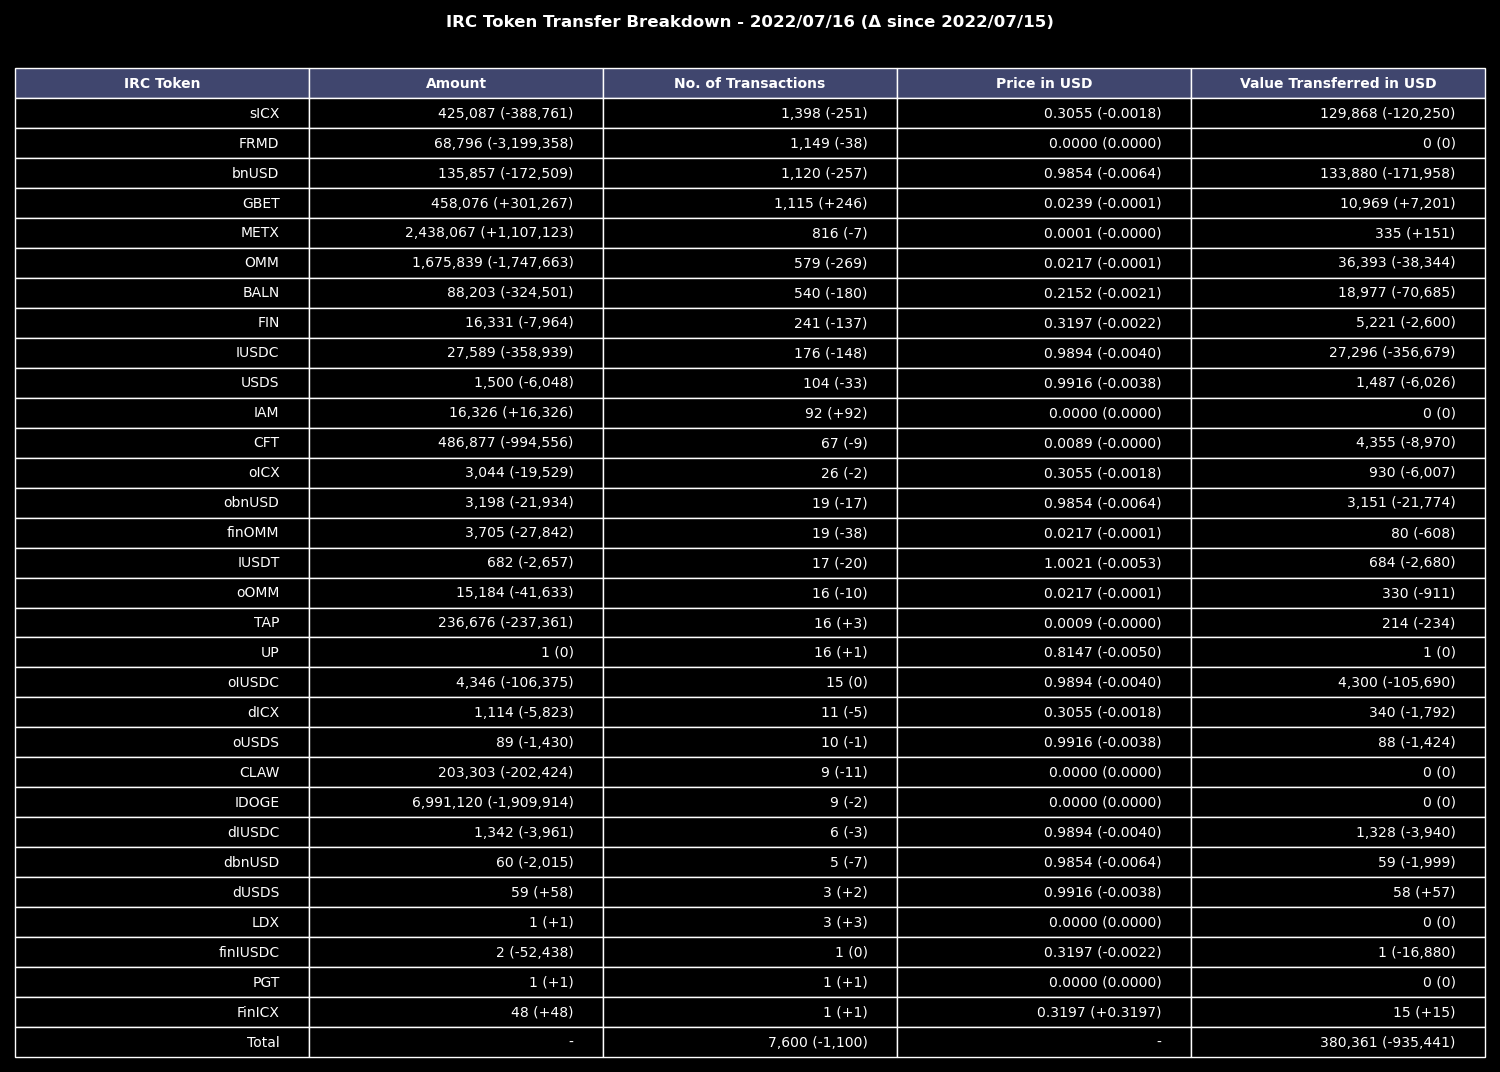 IRC Token Transfer Breakdown - 2022/07/16 (Δ since 2022/07/15)
IRC Token Amount No. of Transactions Price in USD Value Transferred in USD
sICX 425,087 (-388,761) 1,398 (-251) 0.3055 (-0.0018) 129,868 (-120,250)
FRMD 68,796 (-3,199,358) 1,149 (-38) 0.0000 (0.0000) 0 (0)
bnUSD 135,857 (-172,509) 1,120 (-257) 0.9854 (-0.0064) 133,880 (-171,958)
GBET 458,076 (+301,267) 1,115 (+246) 0.0239 (-0.0001) 10,969 (+7,201)
METX 2,438,067 (+1,107,123) 816 (-7) 0.0001 (-0.0000) 335 (+151)
OMM 1,675,839 (-1,747,663) 579 (-269) 0.0217 (-0.0001) 36,393 (-38,344)
BALN 88,203 (-324,501) 540 (-180) 0.2152 (-0.0021) 18,977 (-70,685)
FIN 16,331 (-7,964) 241 (-137) 0.3197 (-0.0022) 5,221 (-2,600)
IUSDC 27,589 (-358,939) 176 (-148) 0.9894 (-0.0040) 27,296 (-356,679)
USDS 1,500 (-6,048) 104 (-33) 0.9916 (-0.0038) 1,487 (-6,026)
IAM 16,326 (+16,326) 92 (+92) 0.0000 (0.0000) 0 (0)
CFT 486,877 (-994,556) 67 (-9) 0.0089 (-0.0000) 4,355 (-8,970)
oICX 3,044 (-19,529) 26 (-2) 0.3055 (-0.0018) 930 (-6,007)
obnUSD 3,198 (-21,934) 19 (-17) 0.9854 (-0.0064) 3,151 (-21,774)
finOMM 3,705 (-27,842) 19 (-38) 0.0217 (-0.0001) 80 (-608)
IUSDT 682 (-2,657) 17 (-20) 1.0021 (-0.0053) 684 (-2,680)
oOMM 15,184 (-41,633) 16 (-10) 0.0217 (-0.0001) 330 (-911)
TAP 236,676 (-237,361) 16 (+3) 0.0009 (-0.0000) 214 (-234)
UP 1 (0) 16 (+1) 0.8147 (-0.0050) 1 (0)
oIUSDC 4,346 (-106,375) 15 (0) 0.9894 (-0.0040) 4,300 (-105,690)
dICX 1,114 (-5,823) 11 (-5) 0.3055 (-0.0018) 340 (-1,792)
oUSDS 89 (-1,430) 10 (-1) 0.9916 (-0.0038) 88 (-1,424)
CLAW 203,303 (-202,424) 9 (-11) 0.0000 (0.0000) 0 (0)
IDOGE 6,991,120 (-1,909,914) 9 (-2) 0.0000 (0.0000) 0 (0)
dIUSDC 1,342 (-3,961) 6 (-3) 0.9894 (-0.0040) 1,328 (-3,940)
dbnUSD 60 (-2,015) 5 (-7) 0.9854 (-0.0064) 59 (-1,999)
dUSDS 59 (+58) 3 (+2) 0.9916 (-0.0038) 58 (+57)
LDX 1 (+1) 3 (+3) 0.0000 (0.0000) 0 (0)
finIUSDC 2 (-52,438) 1 (0) 0.3197 (-0.0022) 1 (-16,880)
PGT 1 (+1) 1 (+1) 0.0000 (0.0000) 0 (0)
FinICX 48 (+48) 1 (+1) 0.3197 (+0.3197) 15 (+15)
Total - 7,600 (-1,100) - 380,361 (-935,441)